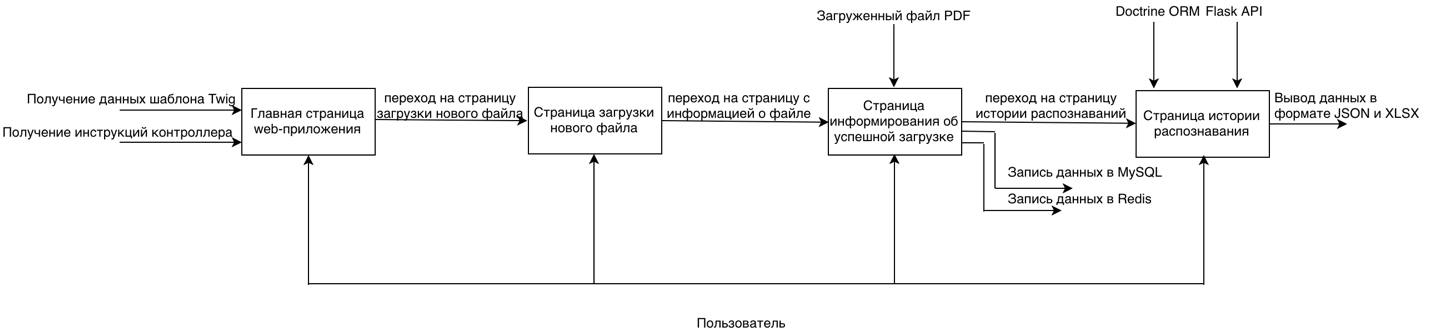 Загруженный файл PDF
Doctrine ORM
Flask API
Получение данных шаблона Twig
Получение инструкций контроллера
Главная страница
web-приложения
переход на страницу
загрузки нового файла
Страница загрузки
нового файла
переход на страницу с
информацией о файле
Страница
информирования об
успешной загрузке
переход на страницу
истории распознаваний
Страница истории
распознавания
Вывод данных в
формате JSON и XLSX
Запись данных в MySQL
Запись данных в Redis
Пользователь